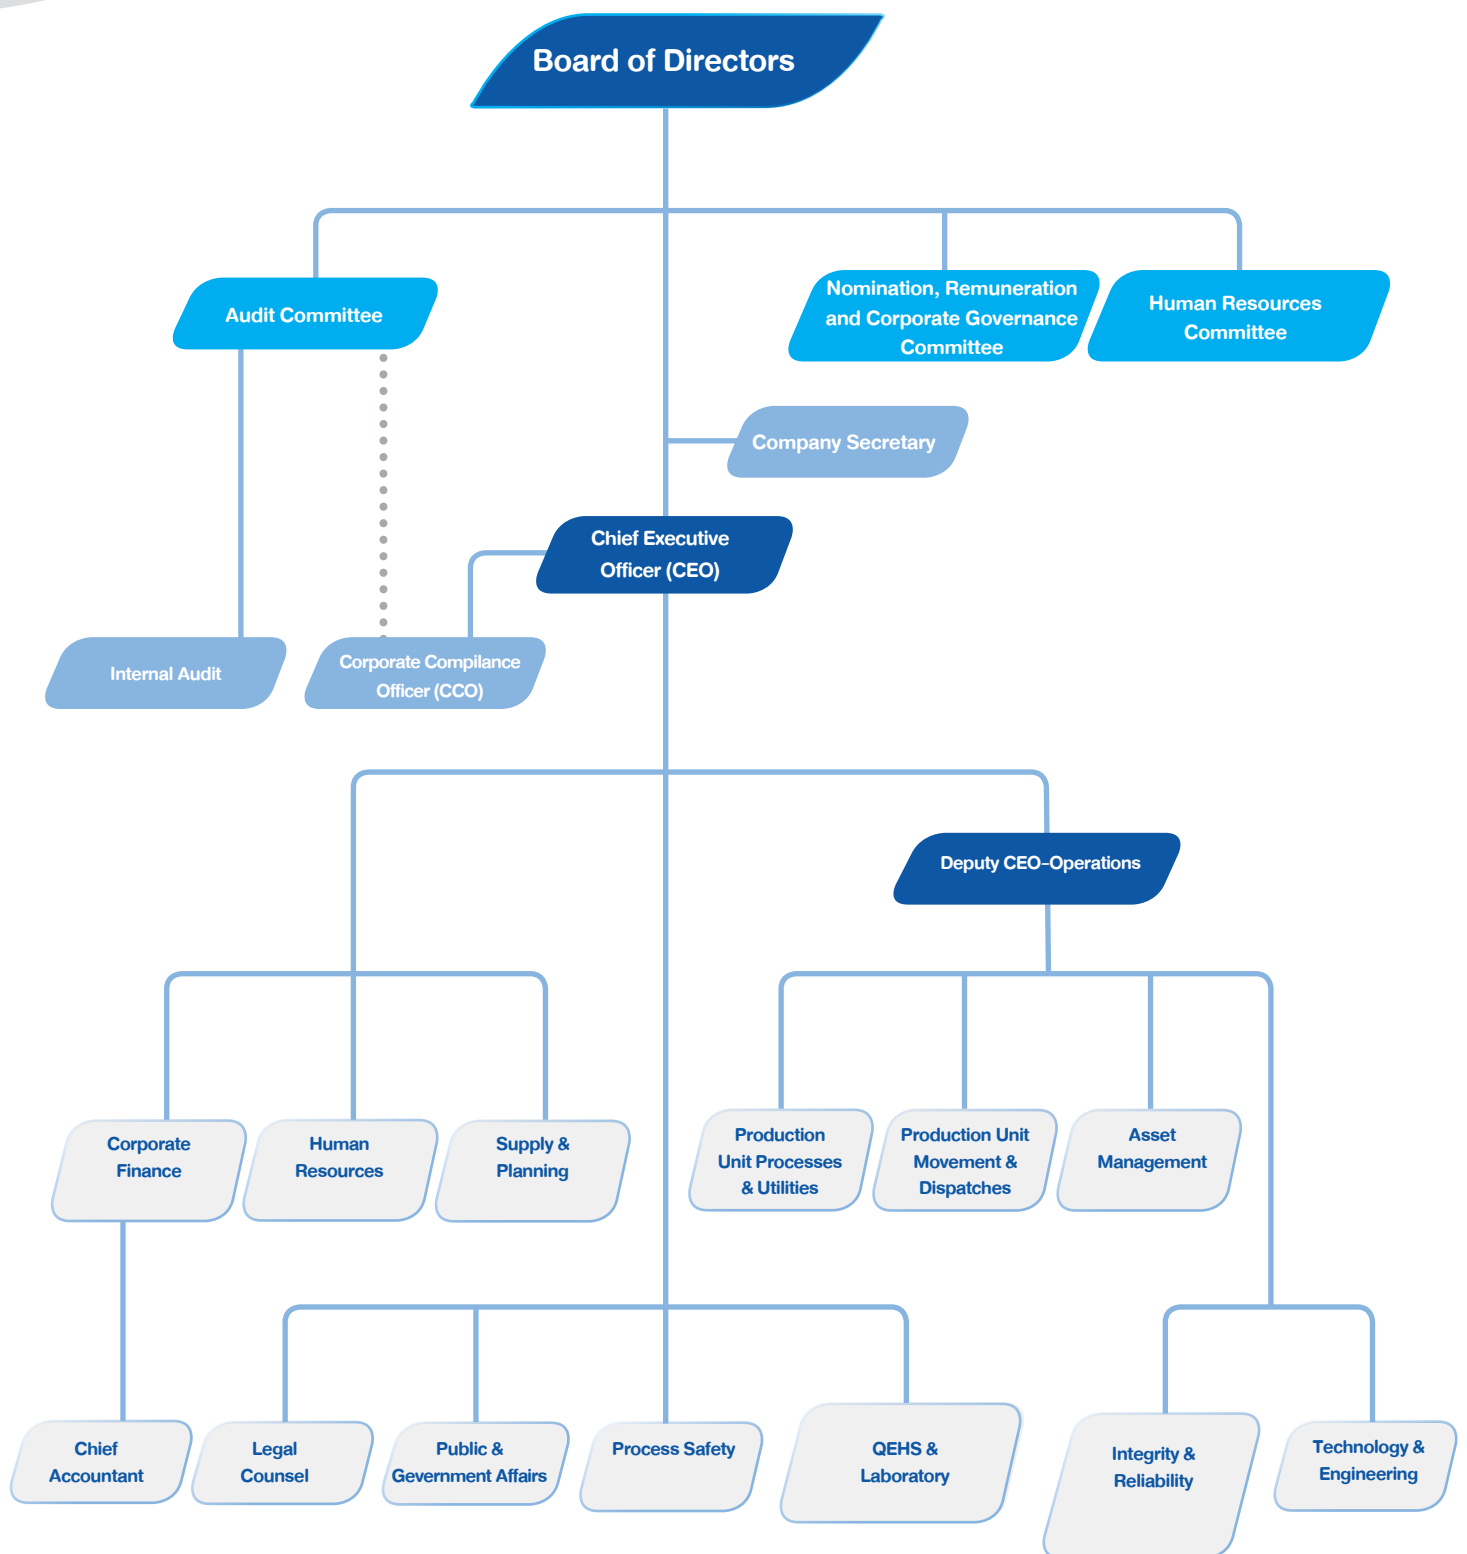 Board of Directors
Audit Committee
Nomination, Remuneration
and Corporate Governance
Committee
Human Resources
Committee
Company Secretary
Chief Executive
Officer (CEO)
Internal Audit
Corporate Compilance
Officer (CCO)
Deputy CEO-Operations
Corporate
Finance
Human
Resources
Supply &
Planning
Production
Unit Processes
& Utilities
Production Unit
Movement &
Dispatches
Asset
Management
Chief
Accountant
Legal
Counsel
Public &
Gevernment Affairs
Process Safety
QEHS &
Laboratory
Integrity &
Reliability
Technology &
Engineering